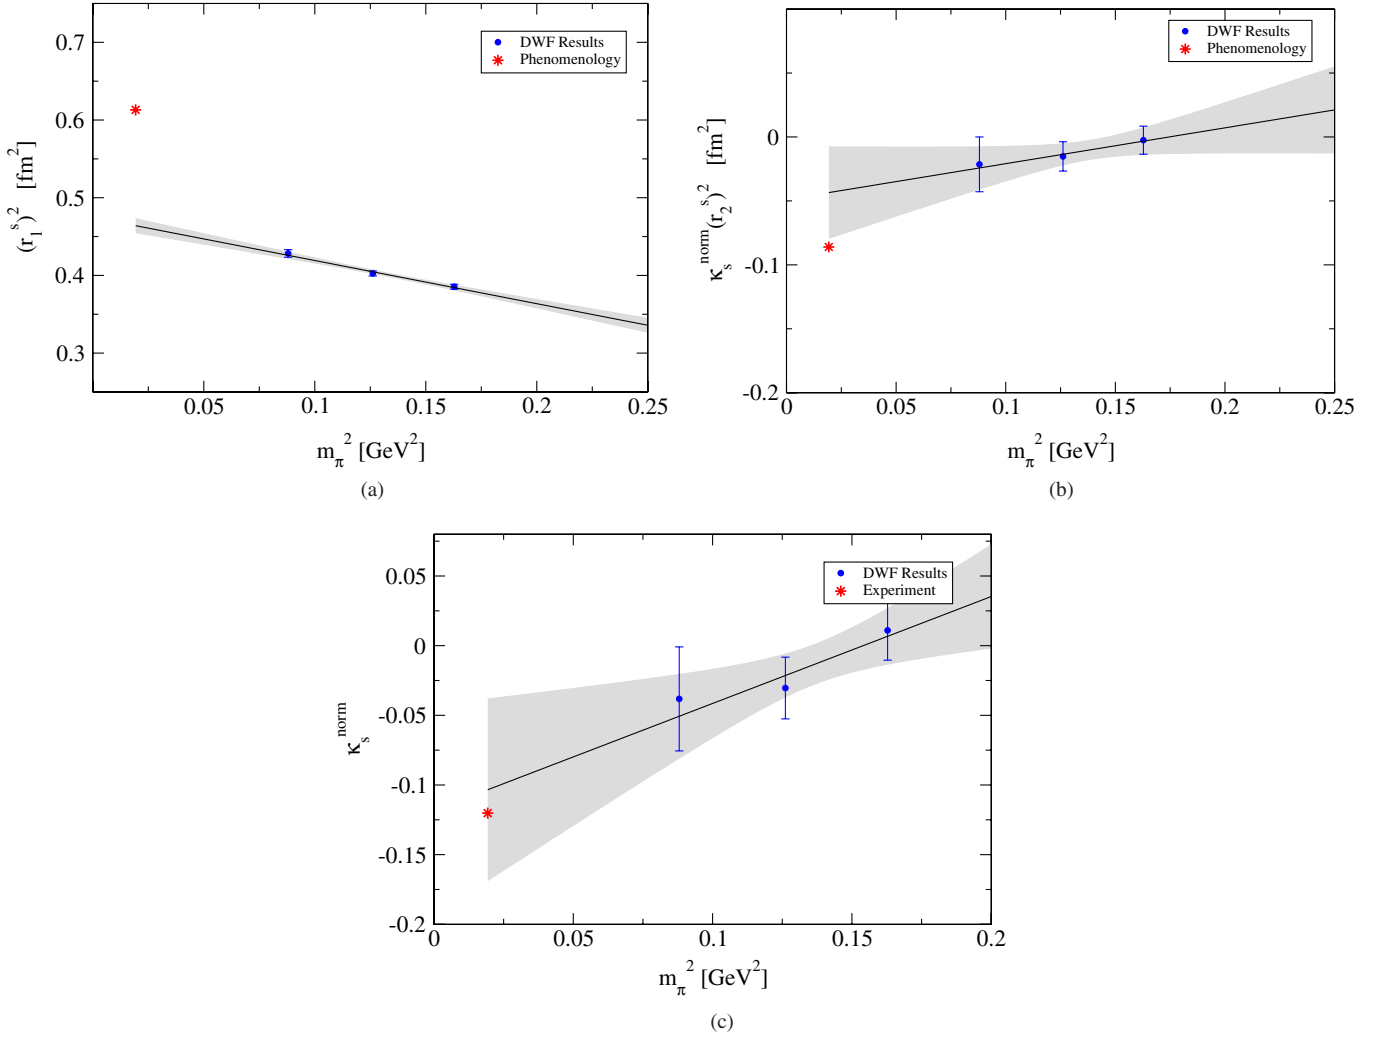 0.7
0.6
0.5
0.4
0.3
0.05
0.1
0.15
0.2
0.25
(r₁ˢ)² [fm²]
m_π² [GeV²]
DWF Results
Phenomenology
(a)
0
-0.1
-0.2
0
0.05
0.1
0.15
0.2
0.25
κₛⁿᵒʳᵐ(r₂ˢ)² [fm²]
m_π² [GeV²]
DWF Results
Phenomenology
(b)
0.05
0
-0.05
-0.1
-0.15
-0.2
0
0.05
0.1
0.15
0.2
κₛⁿᵒʳᵐ
m_π² [GeV²]
DWF Results
Experiment
(c)